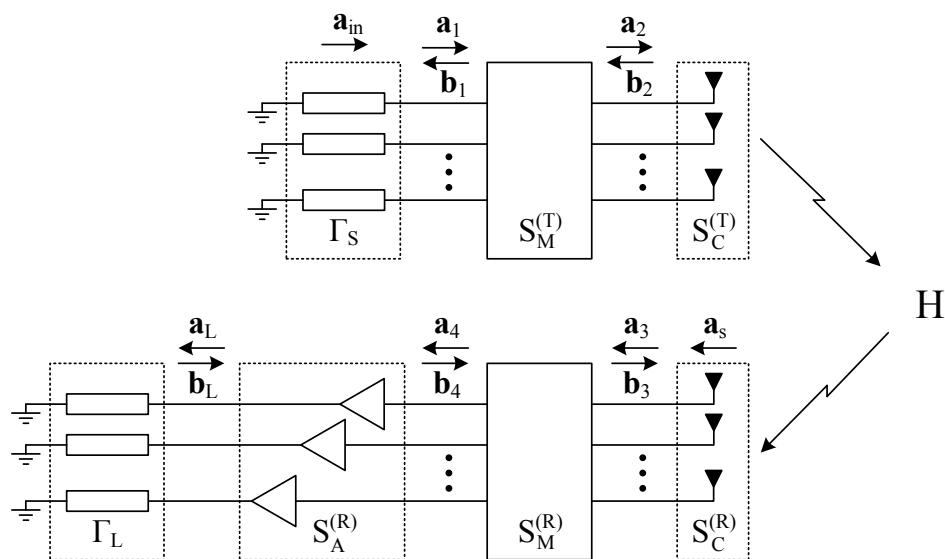 a_in a_1 a_2
b_1 b_2
Γ_S S_M^(T) S_C^(T)
H
a_L a_4 a_3 a_s
b_L b_4 b_3
Γ_L S_A^(R) S_M^(R) S_C^(R)